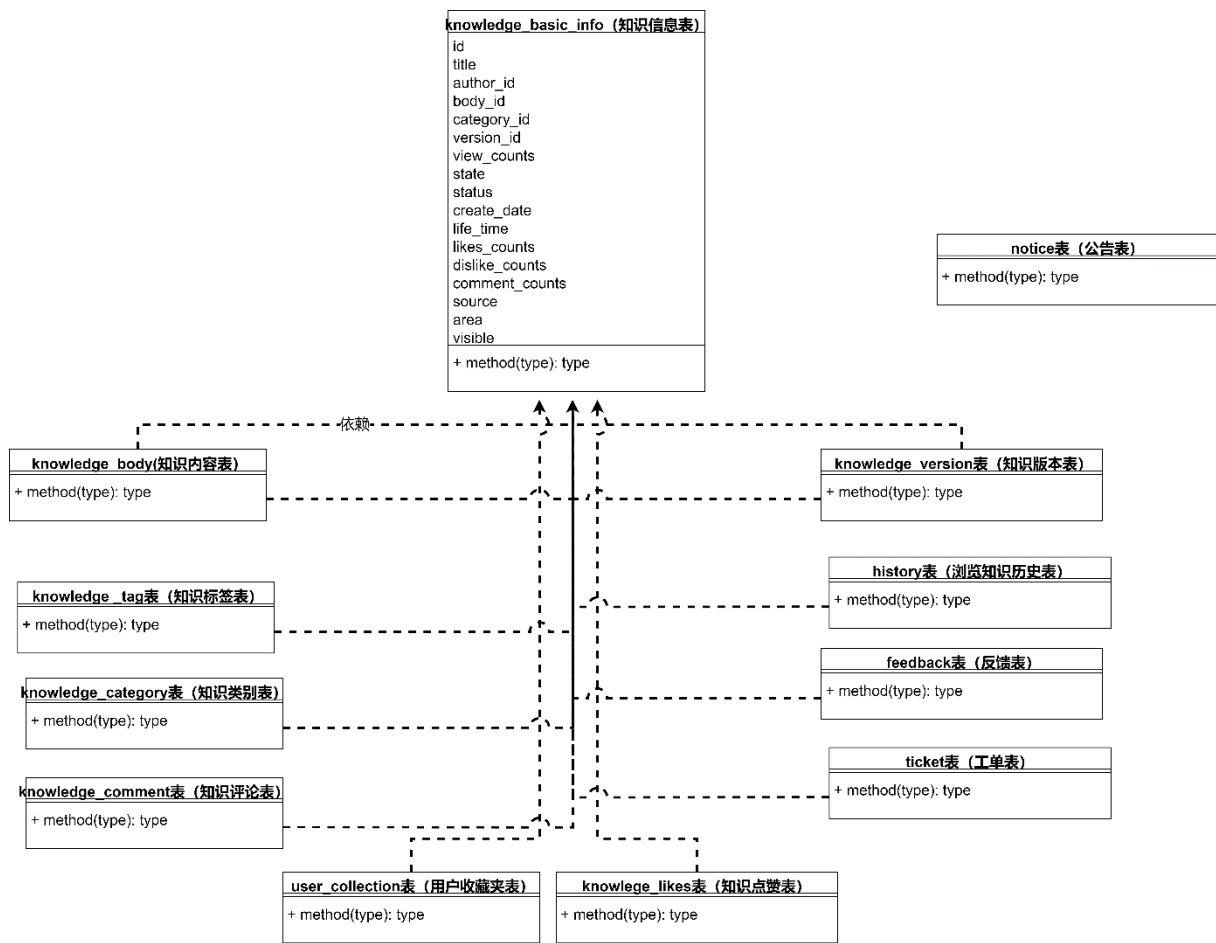 knowledge_basic_info（知识信息表）
id
title
author_id
body_id
category_id
version_id
view_counts
state
status
create_date
life_time
likes_counts
dislike_counts
comment_counts
source
area
visible
+ method(type): type
notice表（公告表）
+ method(type): type
依赖
knowledge_body(知识内容表)
+ method(type): type
knowledge_version表（知识版本表）
+ method(type): type
knowledge _tag表（知识标签表）
+ method(type): type
history表（浏览知识历史表）
+ method(type): type
knowledge_category表（知识类别表）
+ method(type): type
feedback表（反馈表）
+ method(type): type
knowledge_comment表（知识评论表）
+ method(type): type
ticket表（工单表）
+ method(type): type
user_collection表（用户收藏夹表）
+ method(type): type
knowlege_likes表（知识点赞表）
+ method(type): type